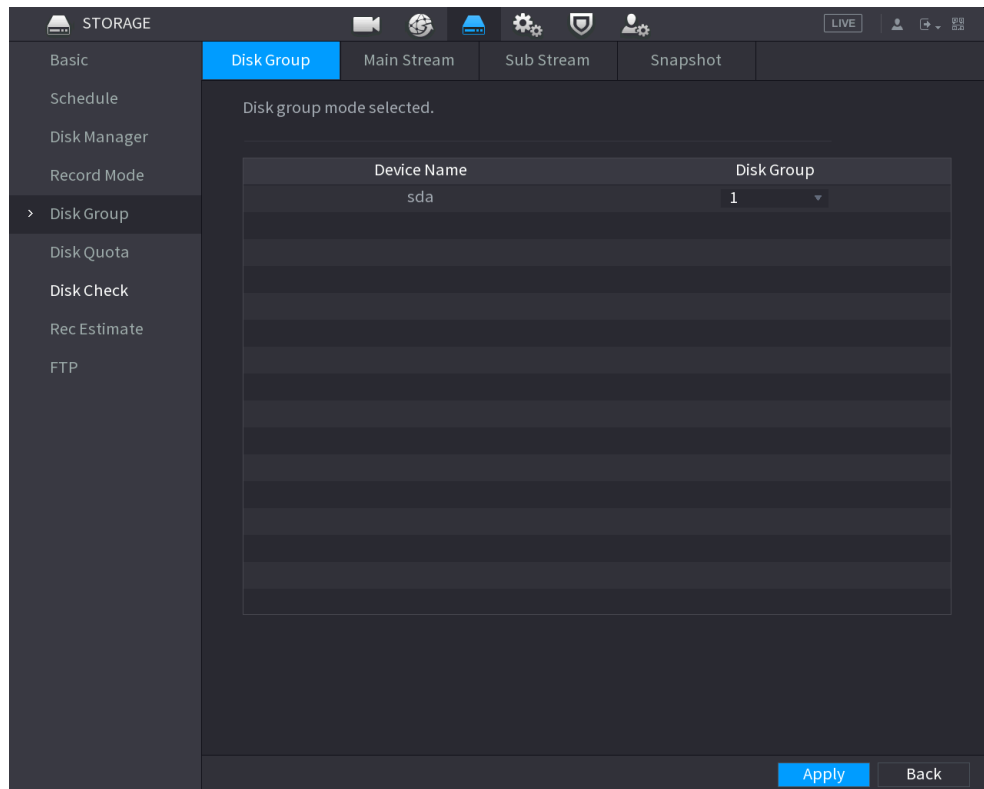 STORAGE LIVE
Basic
Schedule
Disk Manager
Record Mode
> Disk Group
Disk Quota
Disk Check
Rec Estimate
FTP
Disk Group Main Stream Sub Stream Snapshot
Disk group mode selected.
Device Name Disk Group
sda 1
Apply Back